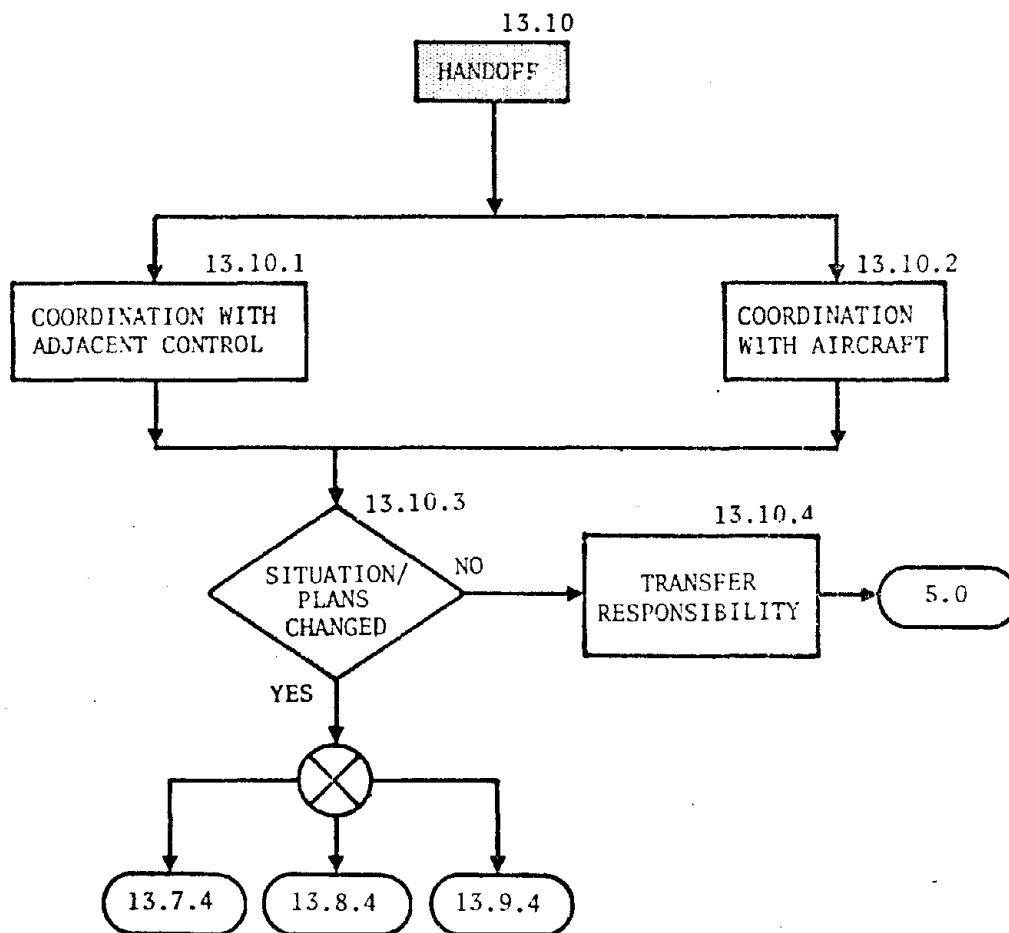 13.10
HANDOFF
13.10.1
COORDINATION WITH
ADJACENT CONTROL
13.10.2
COORDINATION
WITH AIRCRAFT
13.10.3
SITUATION/
PLANS
CHANGED
NO
13.10.4
TRANSFER
RESPONSIBILITY
5.0
YES
13.7.4
13.8.4
13.9.4